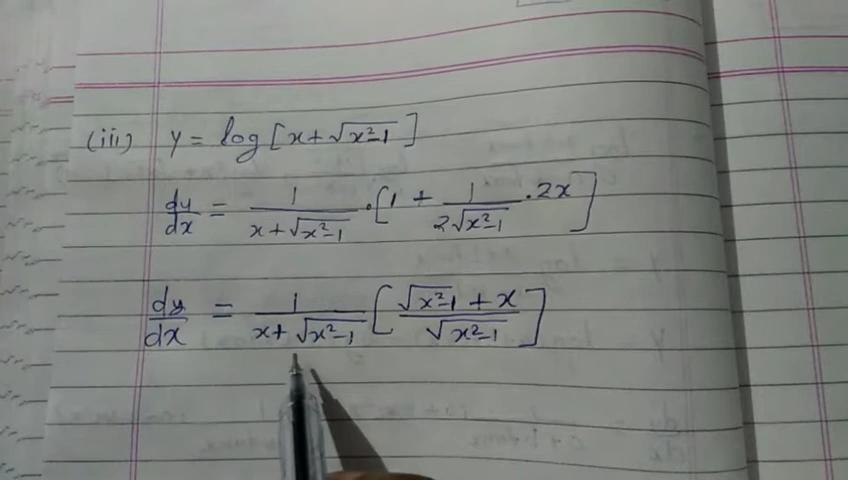 (iii) y = log[x+√x²-1]
dy/dx = 1/(x+√x²-1) · [1 + 1/(2√x²-1) · 2x]
dy/dx = 1/(x+√x²-1) [(√x²-1 + x)/√x²-1]